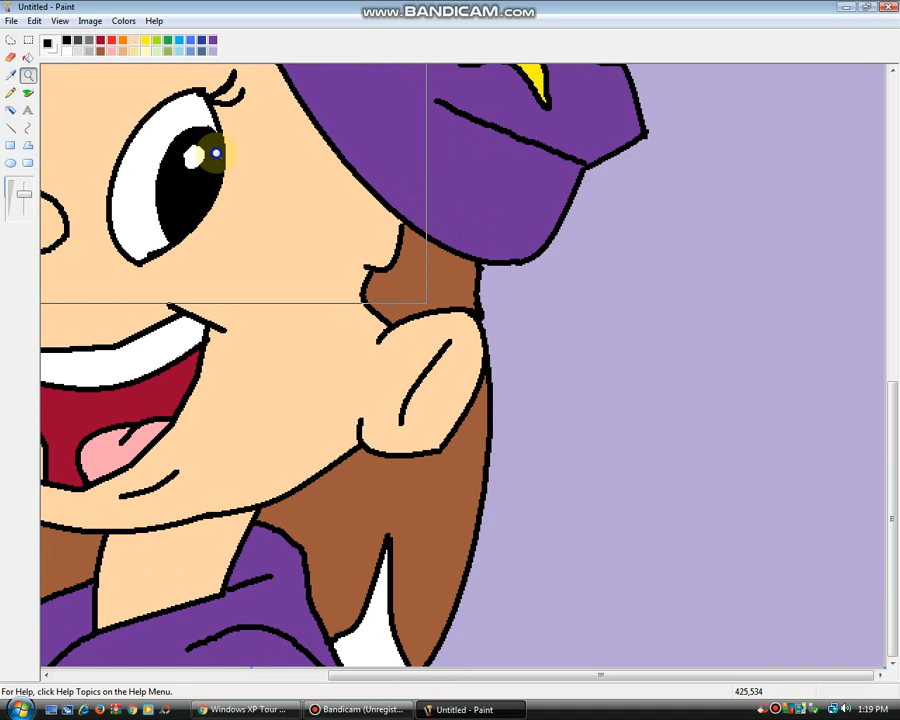 Untitled - Paint
www.BANDICAM.com
File Edit View Image Colors Help
For Help, click Help Topics on the Help Menu.
425,534
Windows XP Tour ...
Bandicam (Unregist...
Untitled - Paint
1:19 PM